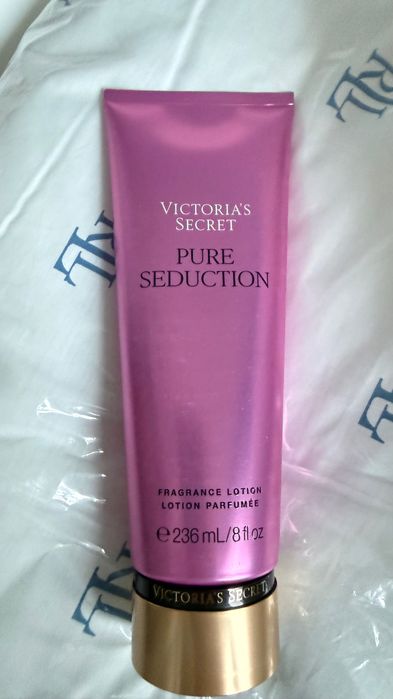 VICTORIA'S
SECRET
PURE
SEDUCTION
FRAGRANCE LOTION
LOTION PARFUMÉE
℮236 mL/8 fl oz
VICTORIA'S SECRET